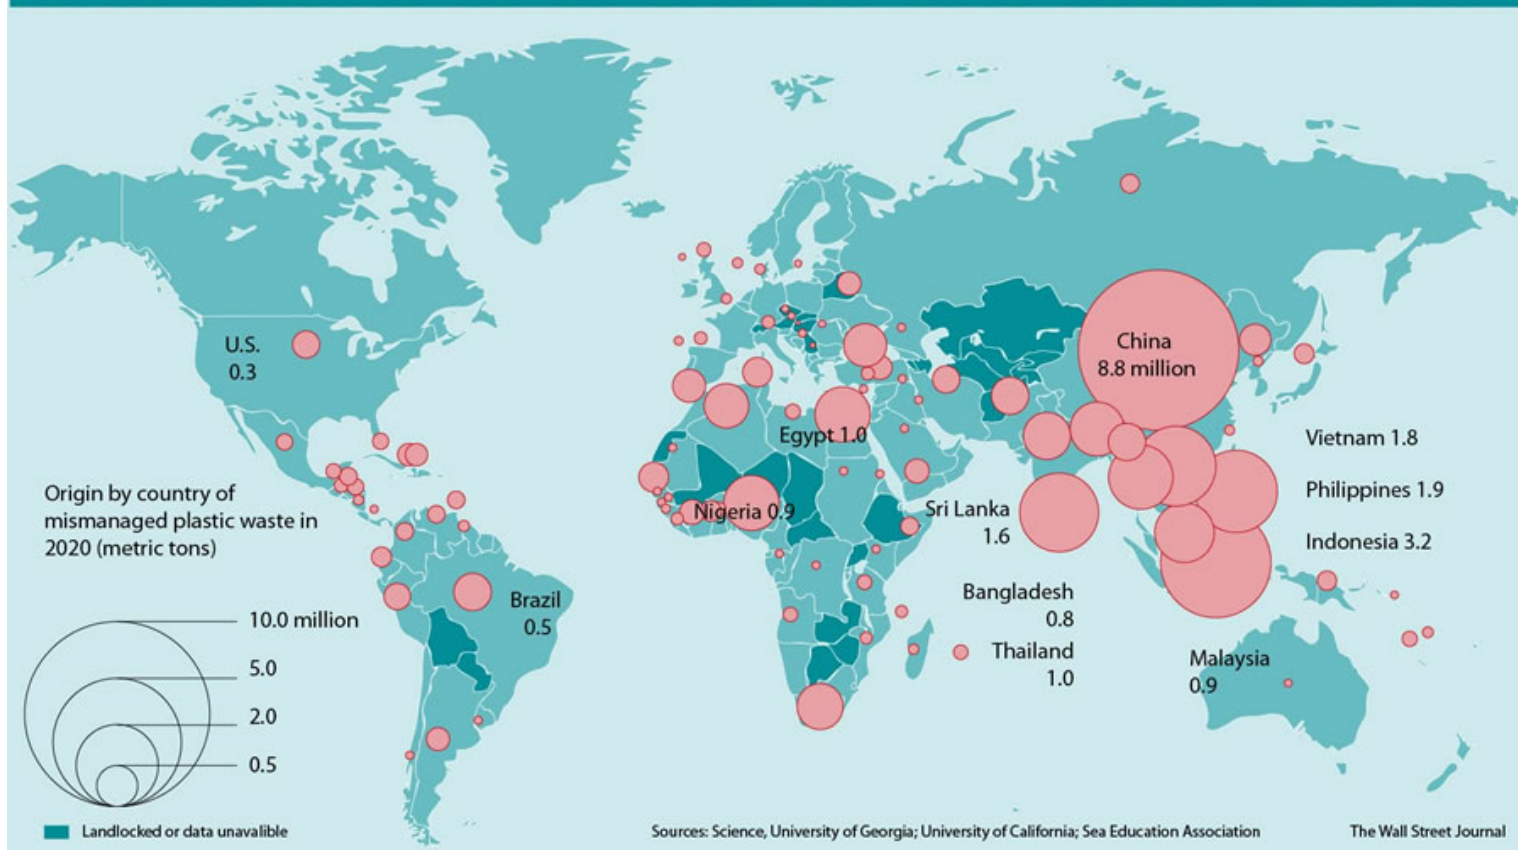 U.S.
0.3
China
8.8 million
Egypt 1.0
Vietnam 1.8
Origin by country of
mismanaged plastic waste in
2020 (metric tons)
Philippines 1.9
Nigeria 0.9
Sri Lanka
1.6
Indonesia 3.2
Brazil
0.5
Bangladesh
0.8
10.0 million
5.0
2.0
0.5
Thailand
1.0
Malaysia
0.9
Landlocked or data unavalible
Sources: Science, University of Georgia; University of California; Sea Education Association
The Wall Street Journal